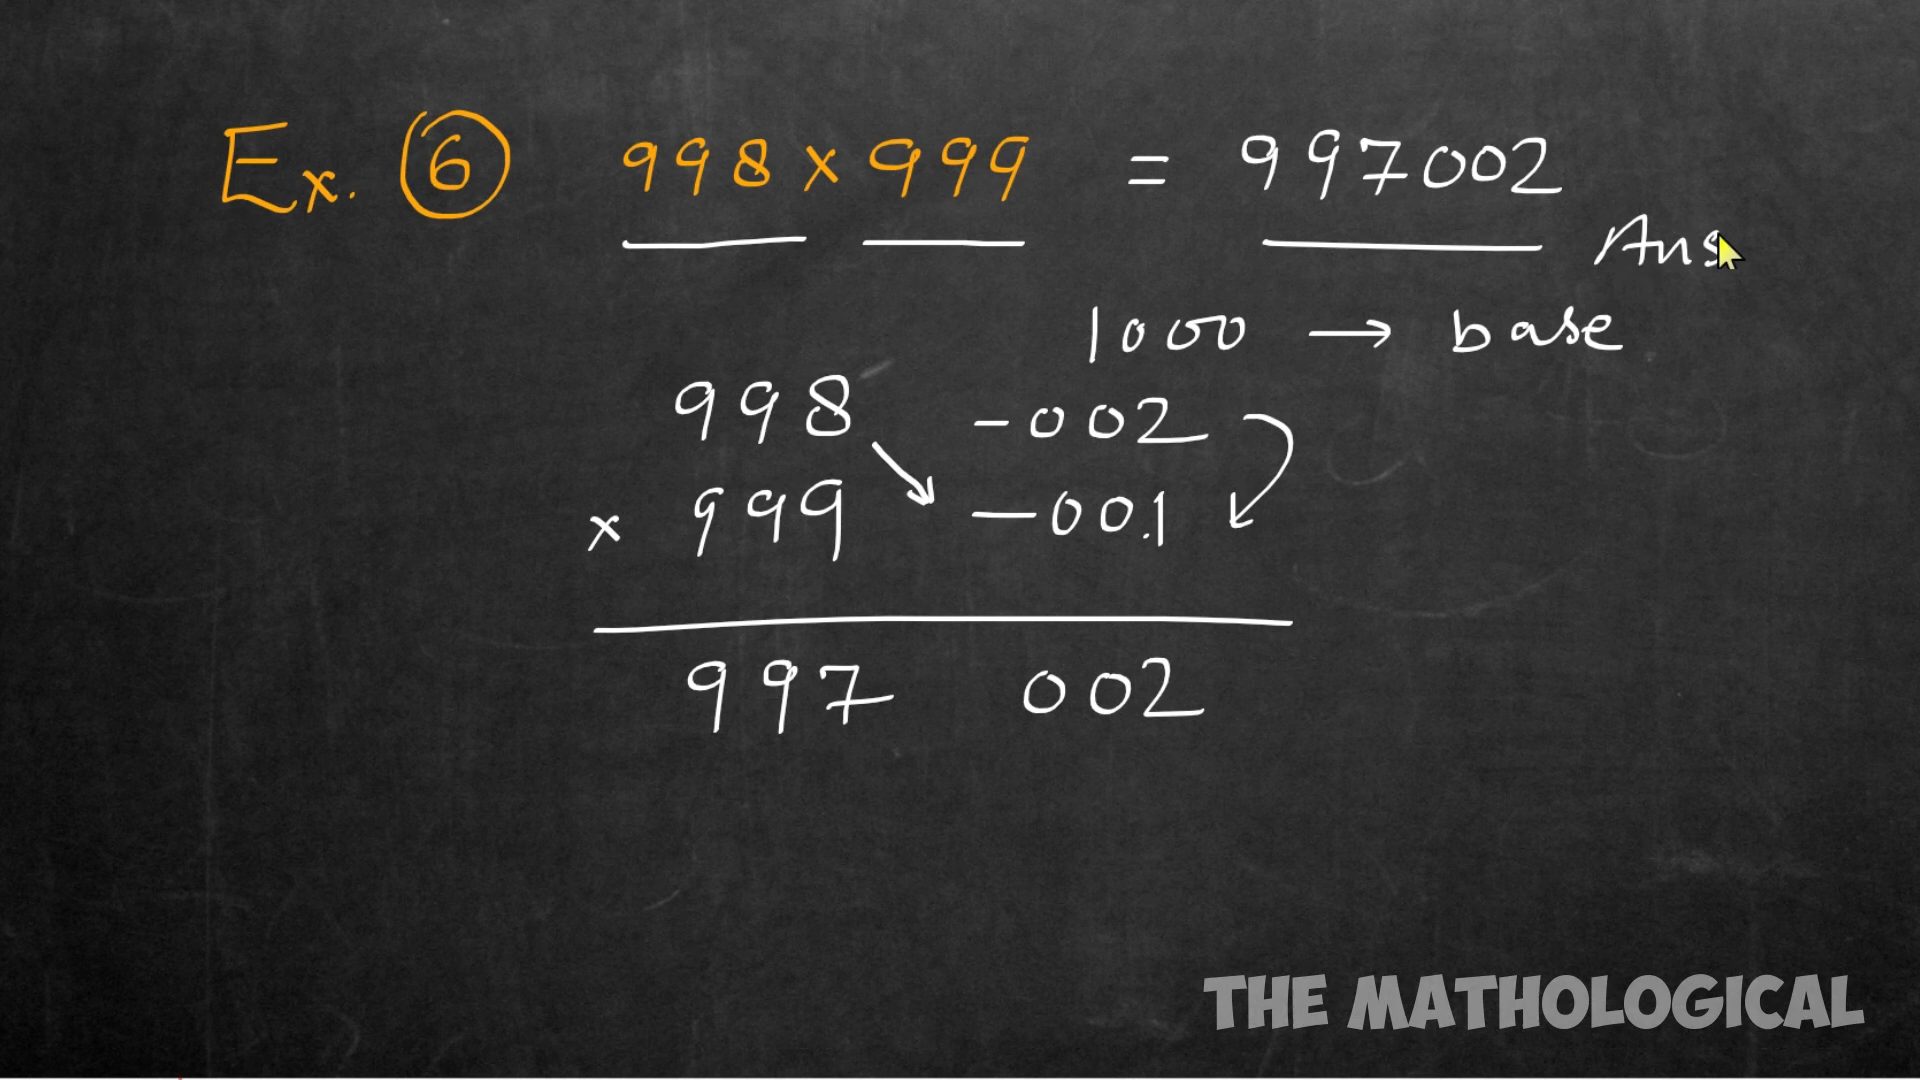 Ex. 6 998 x 999 = 997002
Ans
1000 → base
998 -002
x 999 -001
997 002
THE MATHOLOGICAL